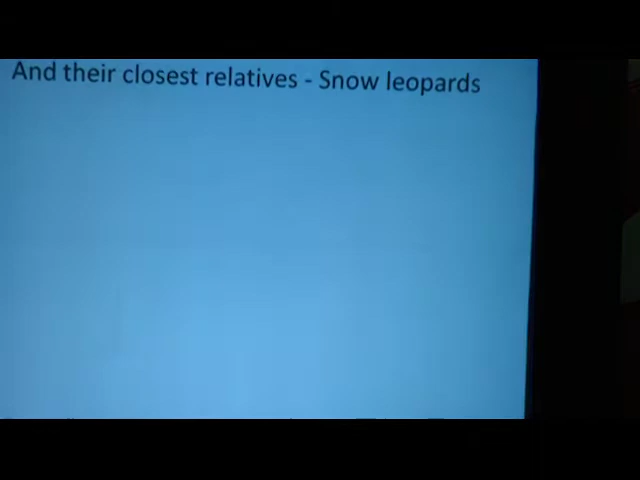 And their closest relatives - Snow leopards